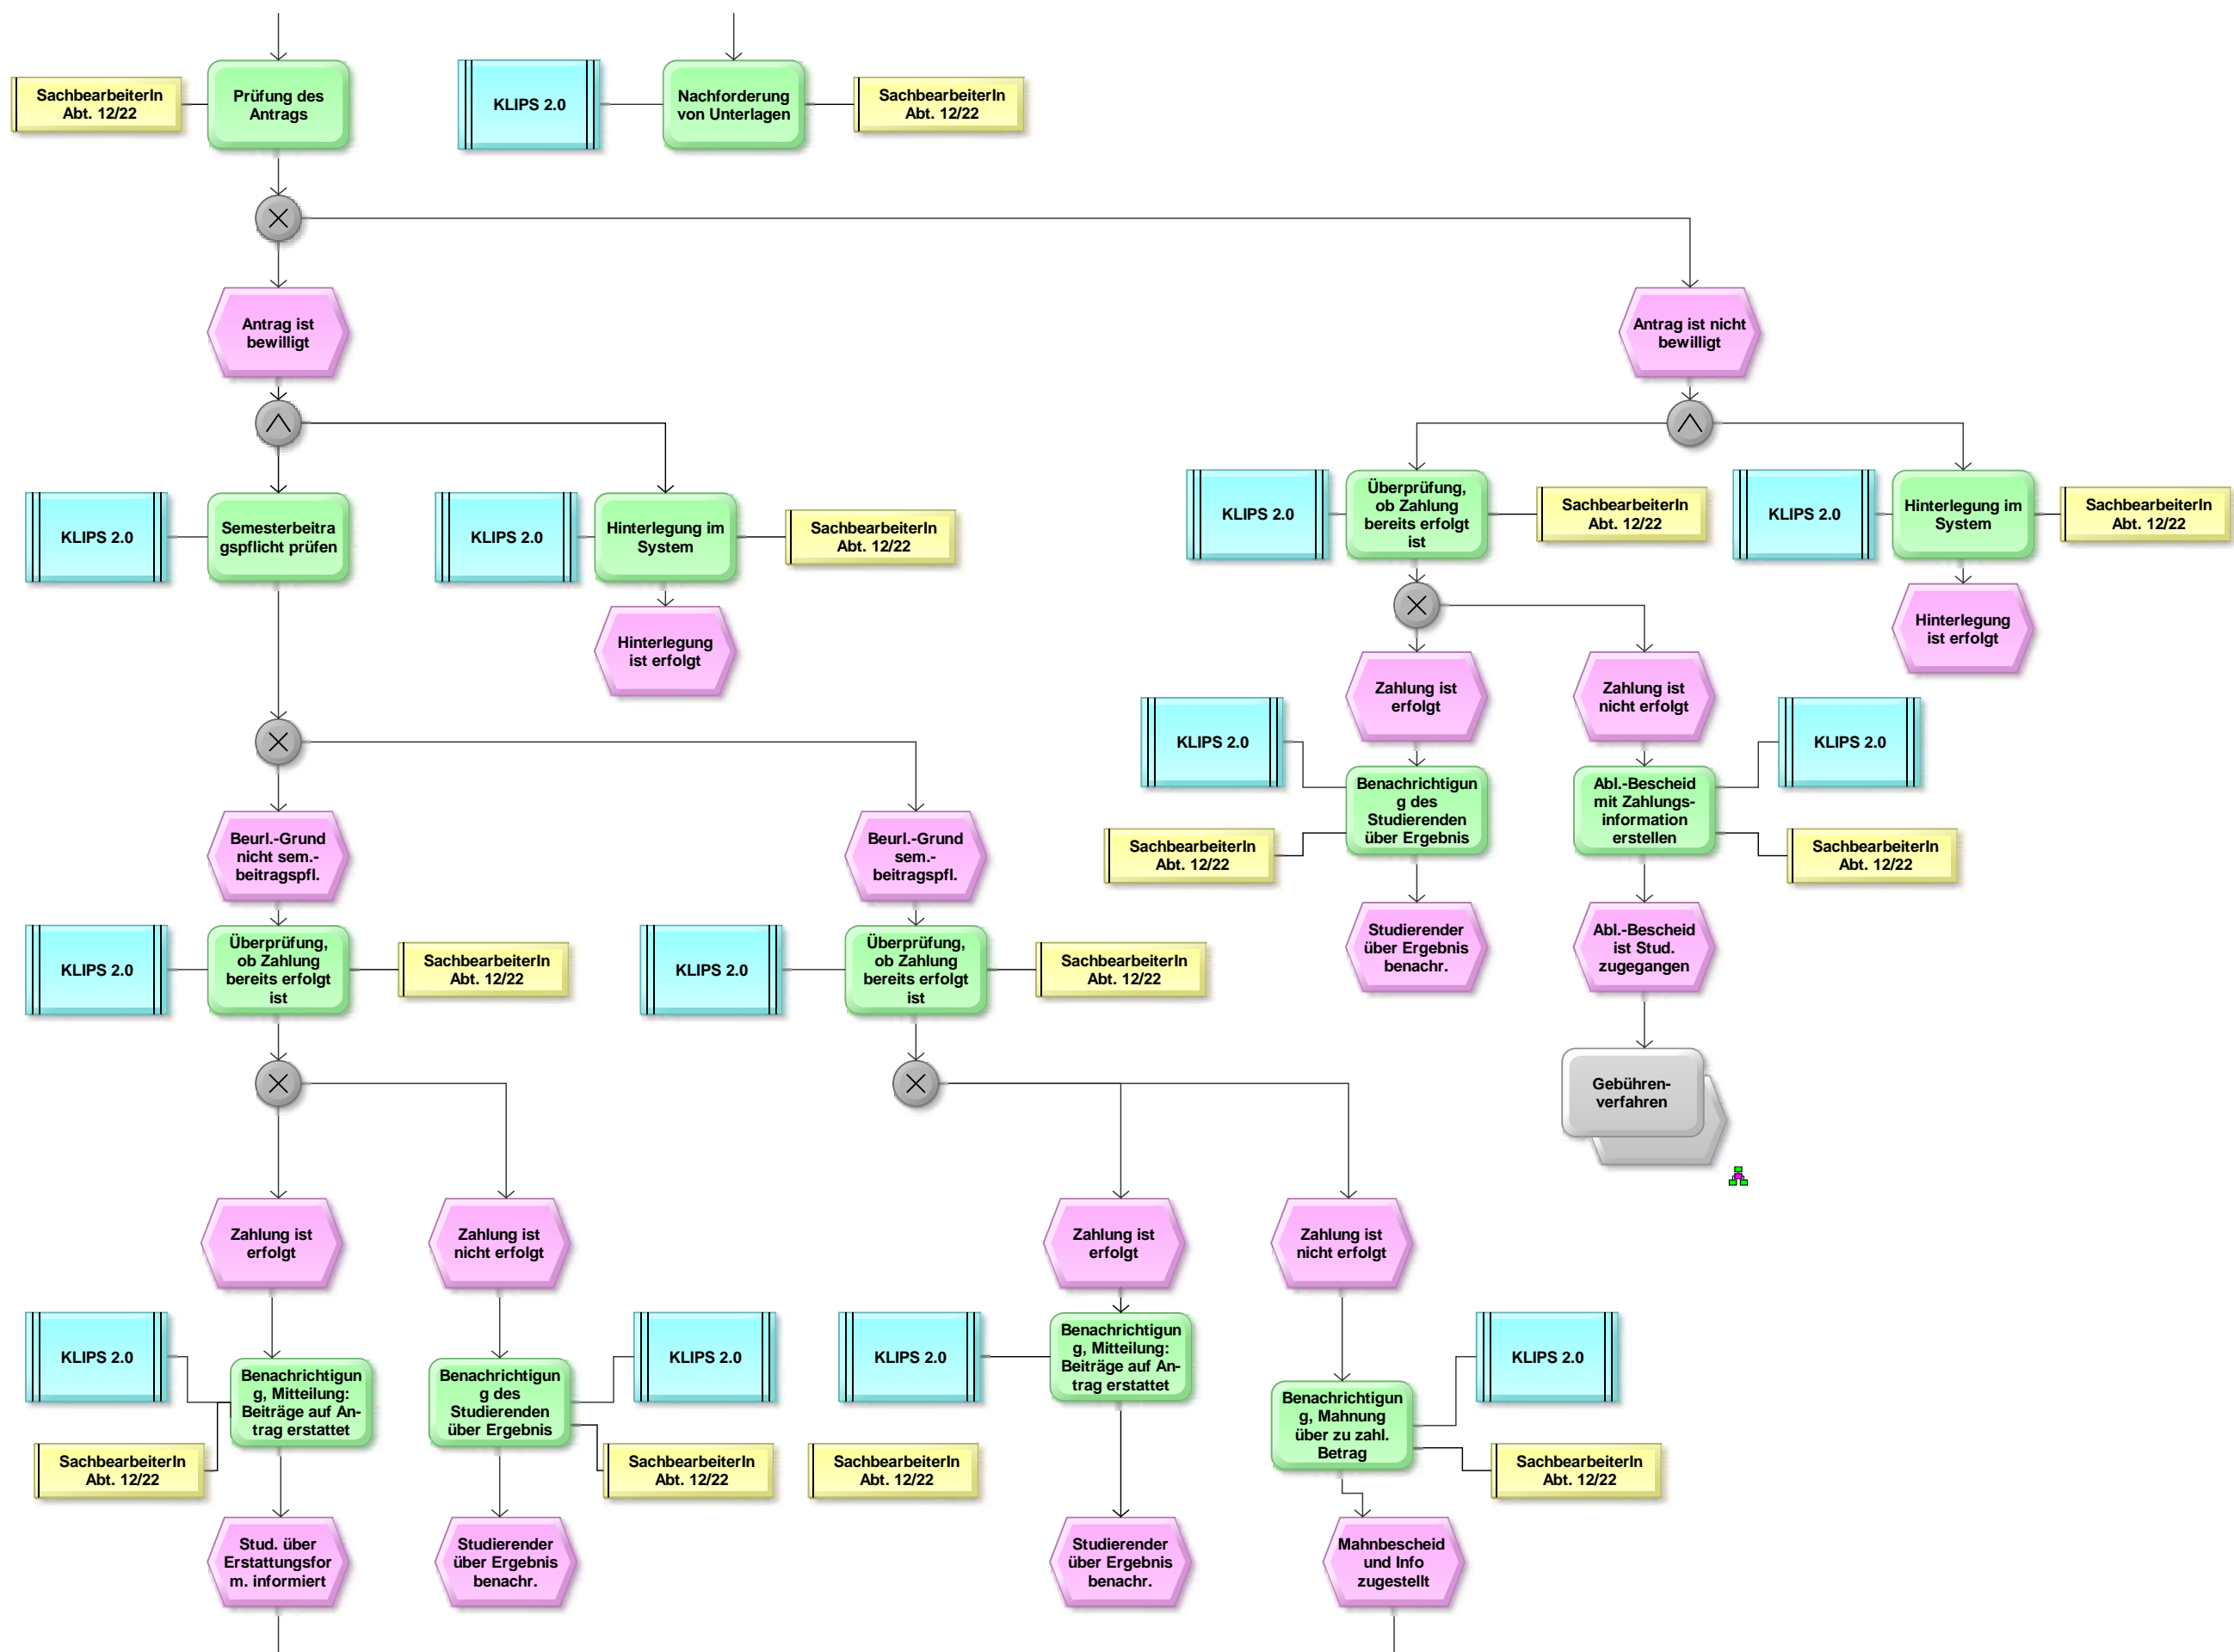 SachbearbeiterIn
Abt. 12/22
Prüfung des
Antrags
KLIPS 2.0
Nachforderung
von Unterlagen
SachbearbeiterIn
Abt. 12/22
Antrag ist
bewilligt
Antrag ist nicht
bewilligt
KLIPS 2.0
Semesterbeitra
gspflicht prüfen
KLIPS 2.0
Hinterlegung im
System
SachbearbeiterIn
Abt. 12/22
KLIPS 2.0
Überprüfung,
ob Zahlung
bereits erfolgt
ist
SachbearbeiterIn
Abt. 12/22
KLIPS 2.0
Hinterlegung im
System
SachbearbeiterIn
Abt. 12/22
Hinterlegung
ist erfolgt
Hinterlegung
ist erfolgt
Zahlung ist
erfolgt
Zahlung ist
nicht erfolgt
KLIPS 2.0
KLIPS 2.0
Benachrichtigun
g des
Studierenden
über Ergebnis
Abl.-Bescheid
mit Zahlungs-
information
erstellen
SachbearbeiterIn
Abt. 12/22
SachbearbeiterIn
Abt. 12/22
Beurl.-Grund
nicht sem.-
beitragspfl.
Beurl.-Grund
sem.-
beitragspfl.
Studierender
über Ergebnis
benachr.
Abl.-Bescheid
ist Stud.
zugegangen
KLIPS 2.0
Überprüfung,
ob Zahlung
bereits erfolgt
ist
SachbearbeiterIn
Abt. 12/22
KLIPS 2.0
Überprüfung,
ob Zahlung
bereits erfolgt
ist
SachbearbeiterIn
Abt. 12/22
Gebühren-
verfahren
Zahlung ist
erfolgt
Zahlung ist
nicht erfolgt
Zahlung ist
erfolgt
Zahlung ist
nicht erfolgt
KLIPS 2.0
Benachrichtigun
g, Mitteilung:
Beiträge auf An-
trag erstattet
SachbearbeiterIn
Abt. 12/22
Benachrichtigun
g des
Studierenden
über Ergebnis
KLIPS 2.0
SachbearbeiterIn
Abt. 12/22
KLIPS 2.0
Benachrichtigun
g, Mitteilung:
Beiträge auf An-
trag erstattet
SachbearbeiterIn
Abt. 12/22
Benachrichtigun
g, Mahnung
über zu zahl.
Betrag
KLIPS 2.0
SachbearbeiterIn
Abt. 12/22
Stud. über
Erstattungsfor
m. informiert
Studierender
über Ergebnis
benachr.
Studierender
über Ergebnis
benachr.
Mahnbescheid
und Info
zugestellt